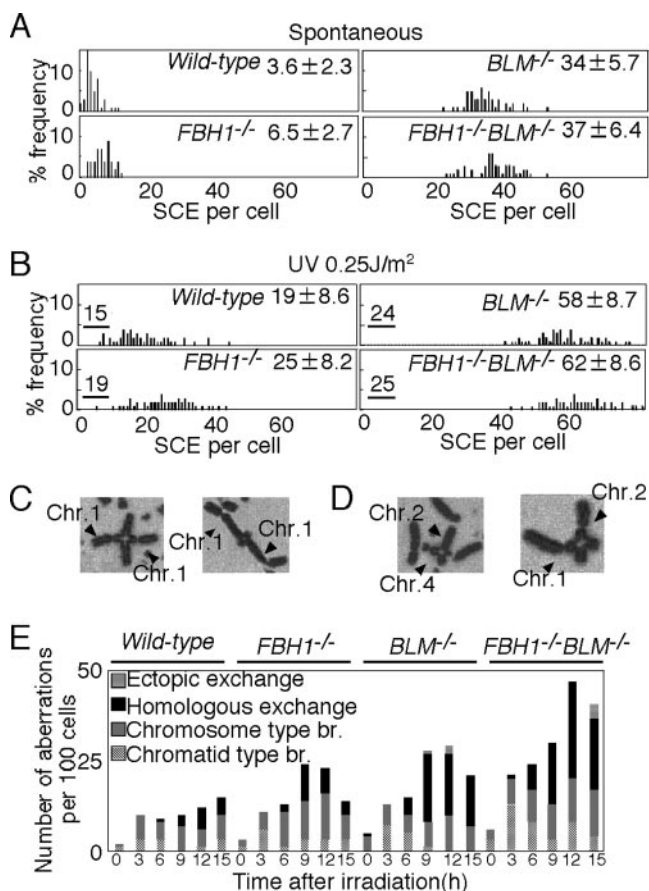 A
Spontaneous
Wild-type 3.6±2.3
BLM-/- 34±5.7
FBH1-/- 6.5±2.7
FBH1-/-BLM-/- 37±6.4
% frequency
10
0
10
0
0 20 40 60
SCE per cell
0 20 40 60
SCE per cell
B
UV 0.25J/m²
Wild-type 19±8.6
BLM-/- 58±8.7
15
24
FBH1-/- 25±8.2
FBH1-/-BLM-/- 62±8.6
19
25
% frequency
10
0
10
0
0 20 40 60
SCE per cell
0 20 40 60
SCE per cell
C
Chr.1
Chr.1
Chr.1
Chr.1
D
Chr.2
Chr.4
Chr.2
Chr.1
E
Wild-type FBH1-/- BLM-/- FBH1-/-BLM-/-
Number of aberrations
per 100 cells
50
25
0
Ectopic exchange
Homologous exchange
Chromosome type br.
Chromatid type br.
0 3 6 9 12 15 0 3 6 9 12 15 0 3 6 9 12 15 0 3 6 9 12 15
Time after irradiation(h)